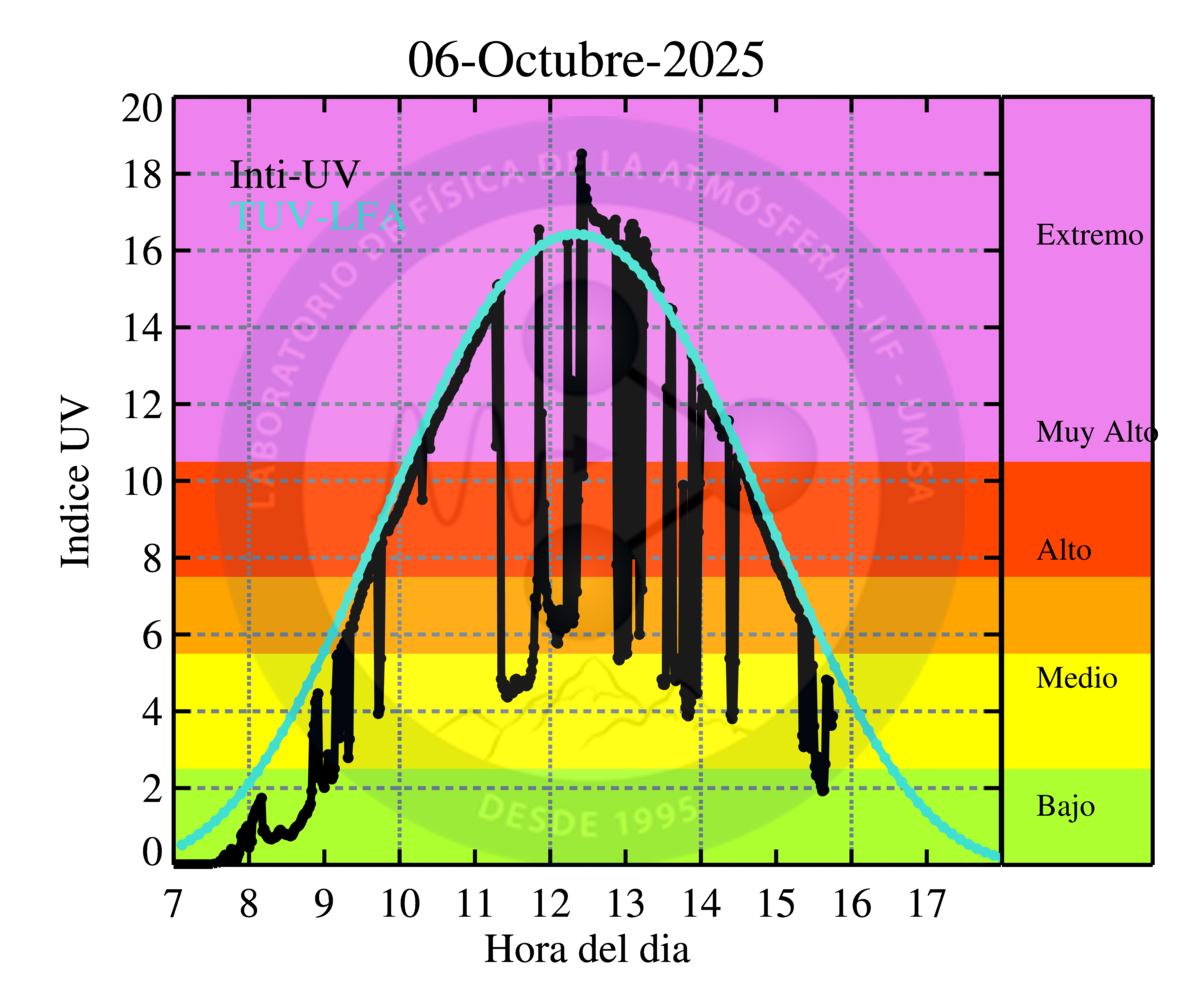 06-Octubre-2025
Inti-UV
TUV-LFA
LABORATORIO DE FÍSICA DE LA ATMÓSFERA - IIF - UMSA
DESDE 1995
Indice UV
20
18
16
14
12
10
8
6
4
2
0
7 8 9 10 11 12 13 14 15 16 17
Hora del dia
Extremo
Muy Alto
Alto
Medio
Bajo